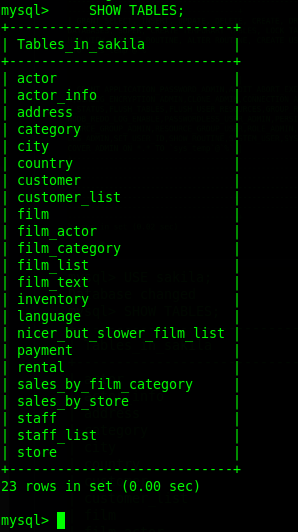 mysql>     SHOW TABLES;
+----------------------------+
| Tables_in_sakila           |
+----------------------------+
| actor                      |
| actor_info                 |
| address                    |
| category                   |
| city                       |
| country                    |
| customer                   |
| customer_list              |
| film                       |
| film_actor                 |
| film_category              |
| film_list                  |
| film_text                  |
| inventory                  |
| language                   |
| nicer_but_slower_film_list |
| payment                    |
| rental                     |
| sales_by_film_category     |
| sales_by_store             |
| staff                      |
| staff_list                 |
| store                      |
+----------------------------+
23 rows in set (0.00 sec)
mysql>